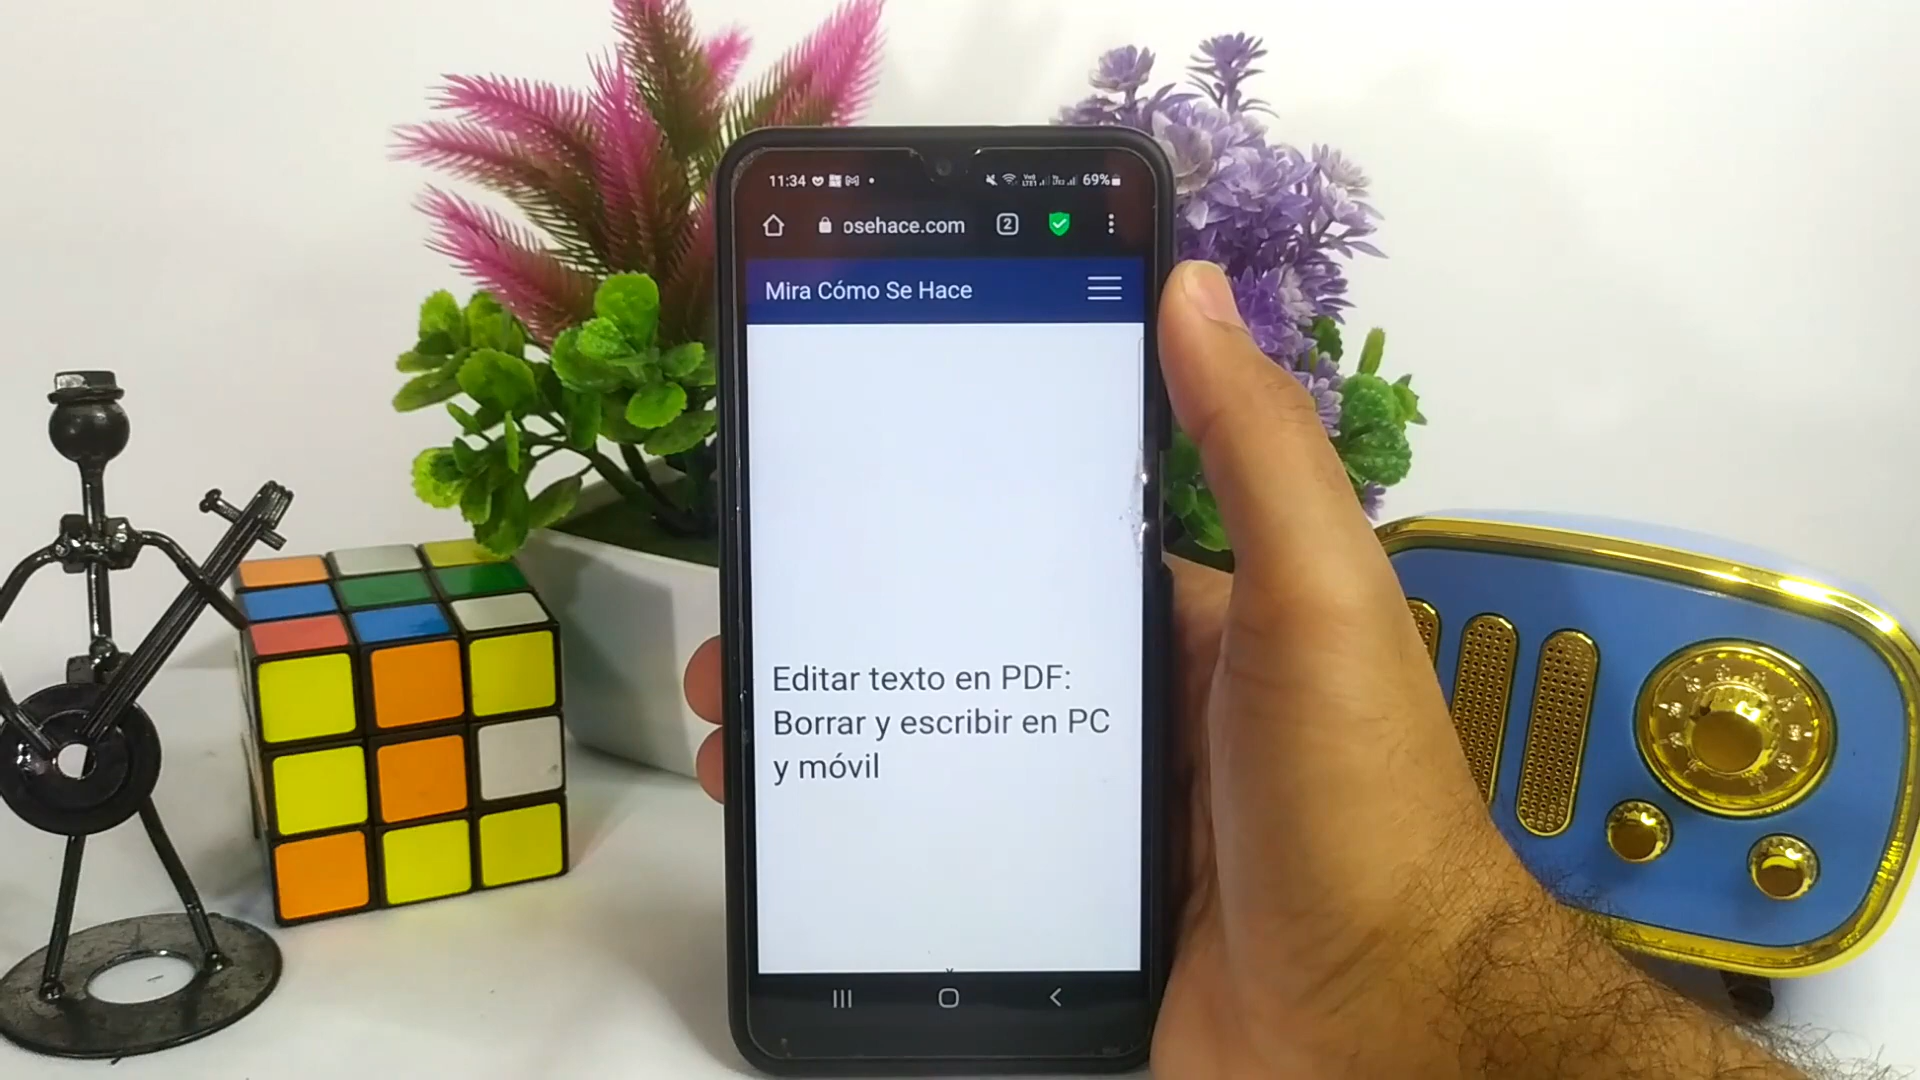 11:34
69%
osehace.com
2
Mira Cómo Se Hace
Editar texto en PDF:
Borrar y escribir en PC
y móvil